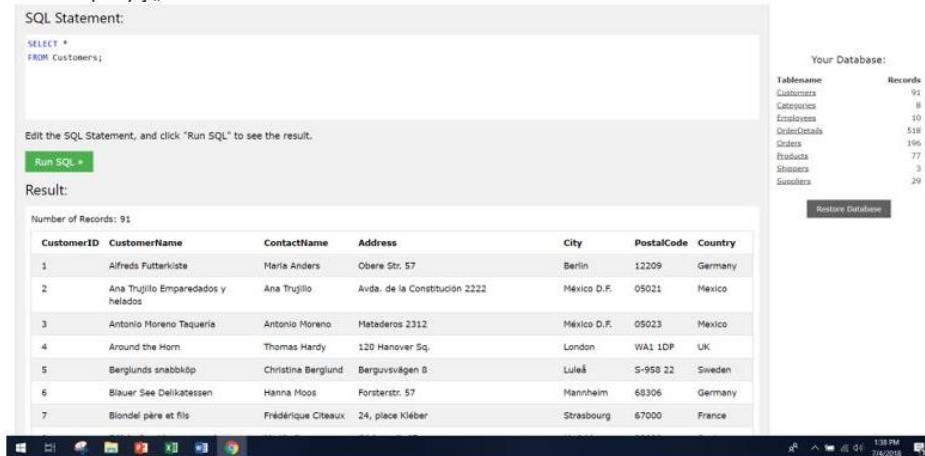 SQL Statement:
SELECT *
FROM Customers;
Edit the SQL Statement, and click "Run SQL" to see the result.
Run SQL »
Result:
Number of Records: 91
CustomerID CustomerName ContactName Address City PostalCode Country
1 Alfreds Futterkiste Maria Anders Obere Str. 57 Berlin 12209 Germany
2 Ana Trujillo Emparedados y helados Ana Trujillo Avda. de la Constitución 2222 México D.F. 05021 Mexico
3 Antonio Moreno Taquería Antonio Moreno Mataderos 2312 México D.F. 05023 Mexico
4 Around the Horn Thomas Hardy 120 Hanover Sq. London WA1 1DP UK
5 Berglunds snabbköp Christina Berglund Berguvsvägen 8 Luleå S-958 22 Sweden
6 Blauer See Delikatessen Hanna Moos Forsterstr. 57 Mannheim 68306 Germany
7 Blondel père et fils Frédérique Citeaux 24, place Kléber Strasbourg 67000 France
Your Database:
Tablename Records
Customers 91
Categories 8
Employees 10
OrderDetails 518
Orders 196
Products 77
Shippers 3
Suppliers 29
Restore Database
1:38 PM
7/4/2018